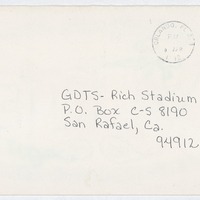 GDTS- Rich Stadium
P.O. Box C-S 8190
San Rafael, Ca.
94912